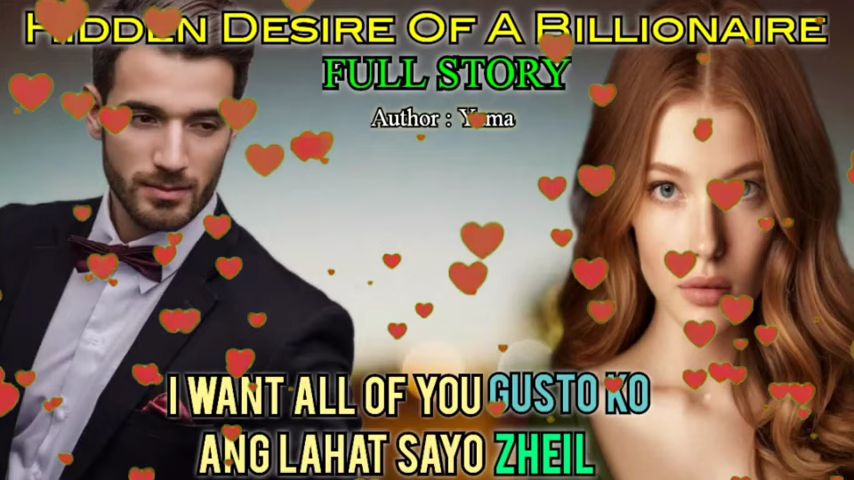 HIDDEN DESIRE OF A BILLIONAIRE
FULL STORY
Author :
I WANT ALL OF YOU GUSTO KO
ANG LAHAT SAYO ZHEIL